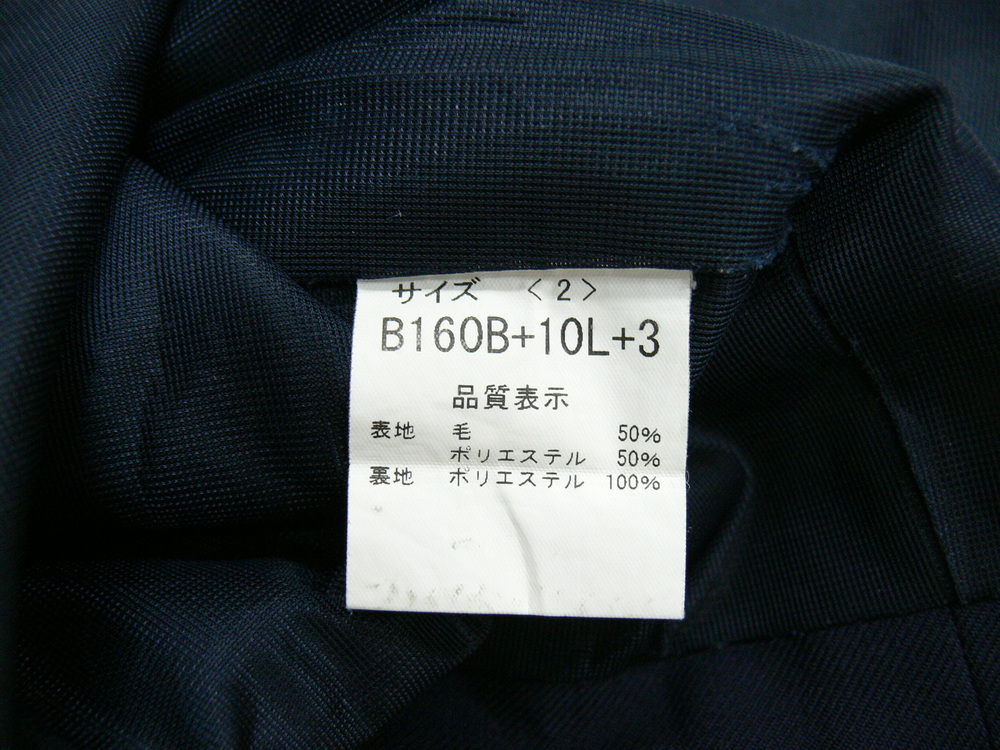 サイズ <2>
B160B+10L+3
品質表示
表地 毛 50%
ポリエステル 50%
裏地 ポリエステル 100%